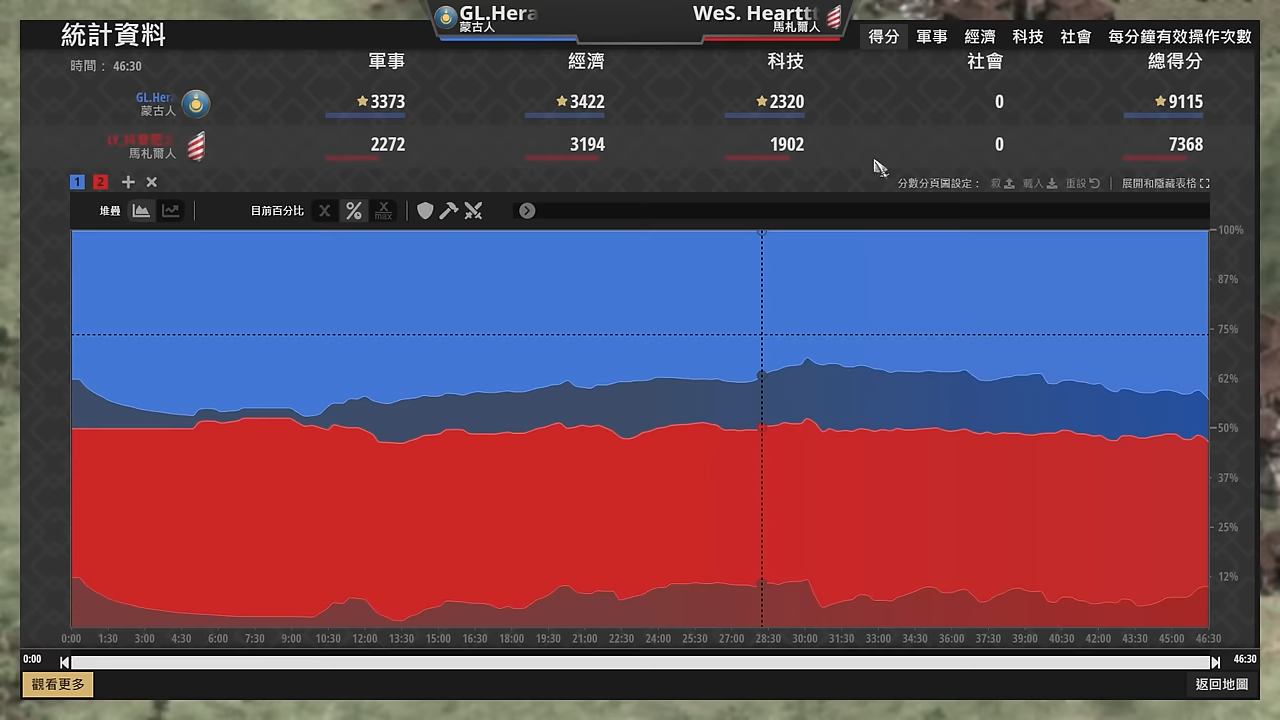 GL.Hera
蒙古人
WeS. Hearttt
馬札爾人
統計資料
得分 軍事 經濟 科技 社會 每分鐘有效操作次數
時間： 46:30
軍事 經濟 科技 社會 總得分
GL.Hera
蒙古人
3373 3422 2320 0 9115
馬札爾人
2272 3194 1902 0 7368
1 2 + ×
分數分頁圖設定： 載入 重設 展開和隱藏表格
堆疊 目前百分比 X % X max
100%
87%
75%
62%
50%
37%
25%
12%
0:00 1:30 3:00 4:30 6:00 7:30 9:00 10:30 12:00 13:30 15:00 16:30 18:00 19:30 21:00 22:30 24:00 25:30 27:00 28:30 30:00 31:30 33:00 34:30 36:00 37:30 39:00 40:30 42:00 43:30 45:00 46:30
0:00 46:30
觀看更多 返回地圖